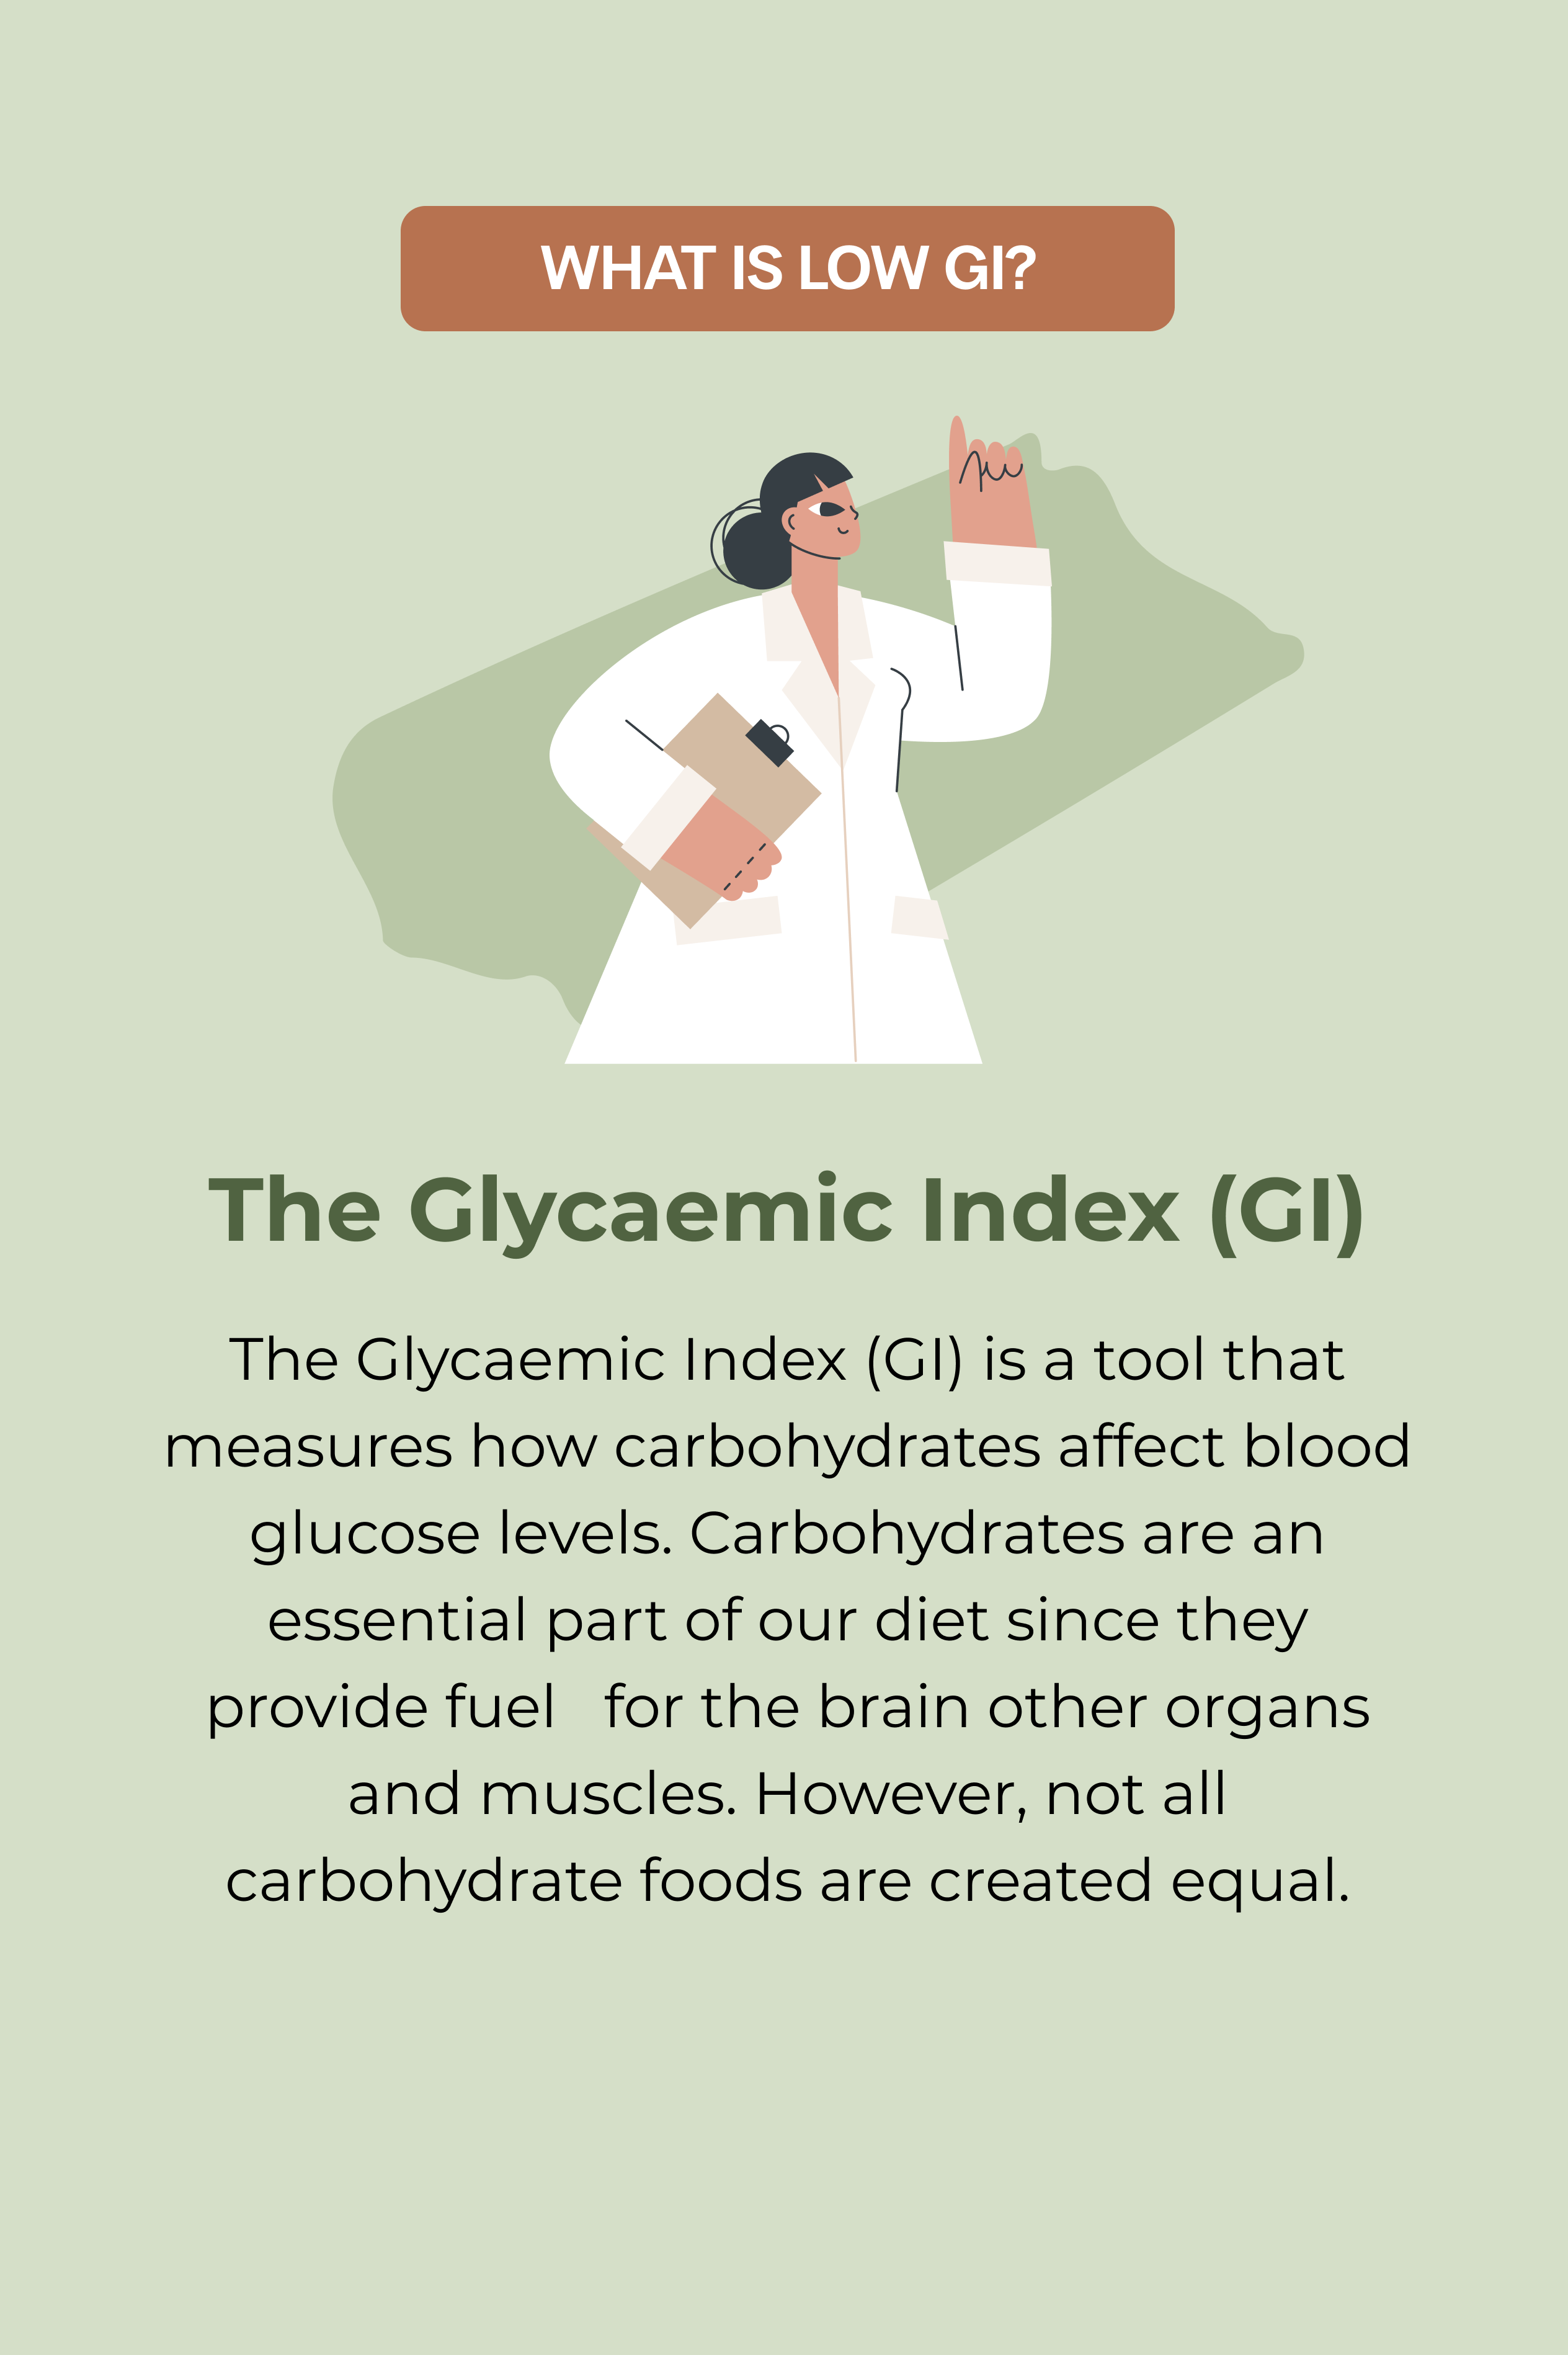 WHAT IS LOW GI?
The Glycaemic Index (GI)
The Glycaemic Index (GI) is a tool that
measures how carbohydrates affect blood
glucose levels. Carbohydrates are an
essential part of our diet since they
provide fuel   for the brain other organs
and muscles. However, not all
carbohydrate foods are created equal.